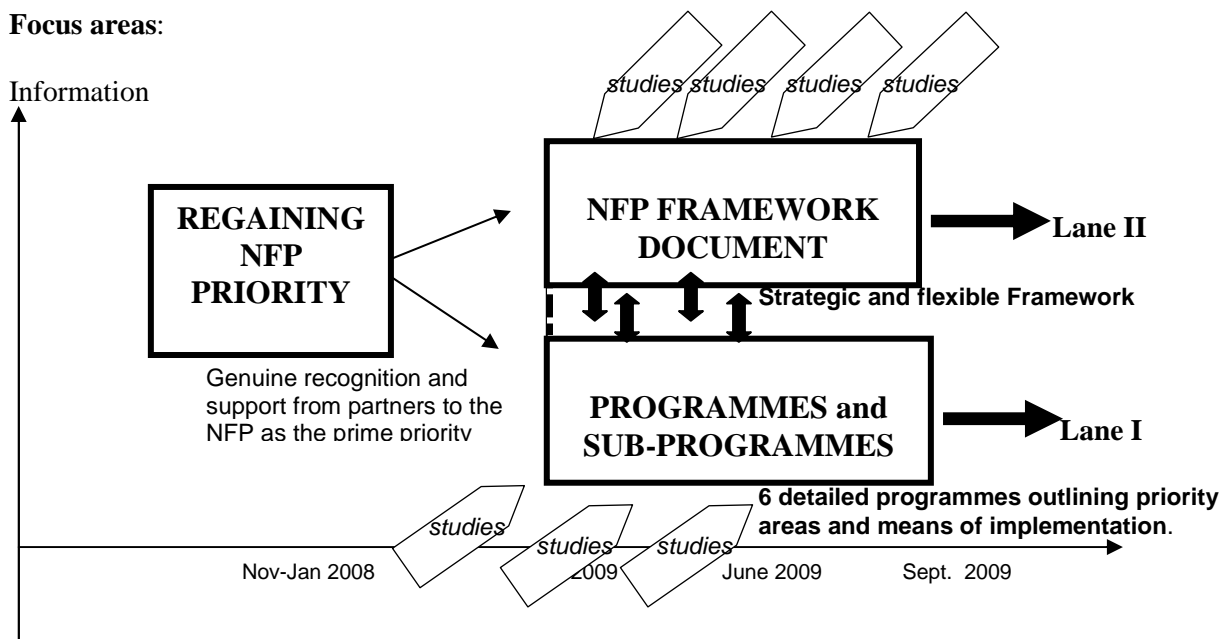 Focus areas:
Information
studies studies studies studies
REGAINING
NFP
PRIORITY
NFP FRAMEWORK
DOCUMENT
Lane II
Strategic and flexible Framework
Genuine recognition and
support from partners to the
NFP as the prime priority
PROGRAMMES and
SUB-PROGRAMMES
Lane I
6 detailed programmes outlining priority
areas and means of implementation.
studies studies studies
Nov-Jan 2008 2009 June 2009 Sept. 2009